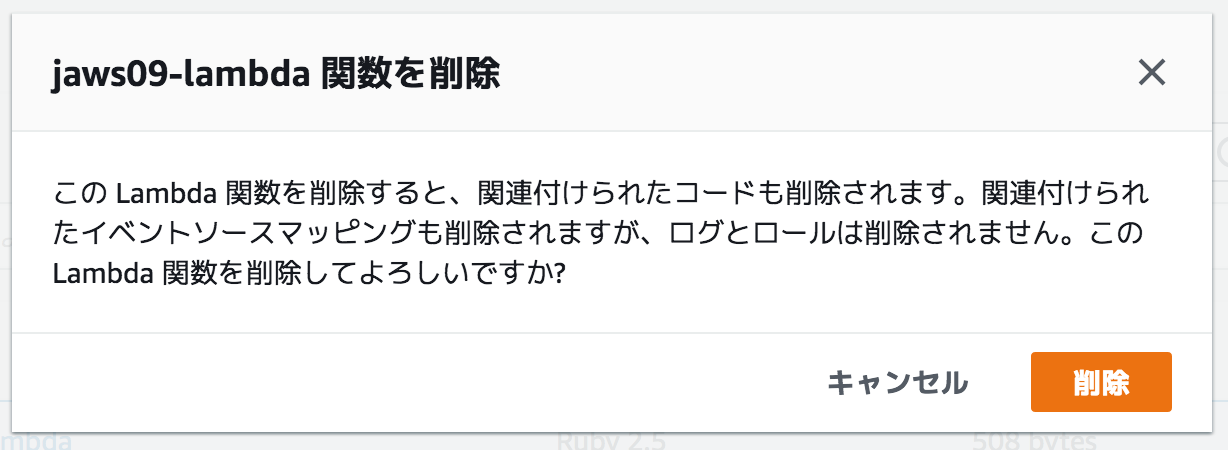 jaws09-lambda 関数を削除
この Lambda 関数を削除すると、関連付けられたコードも削除されます。関連付けられ
たイベントソースマッピングも削除されますが、ログとロールは削除されません。この
Lambda 関数を削除してよろしいですか?
キャンセル 削除
mbda Ruby 2.5 508 bytes